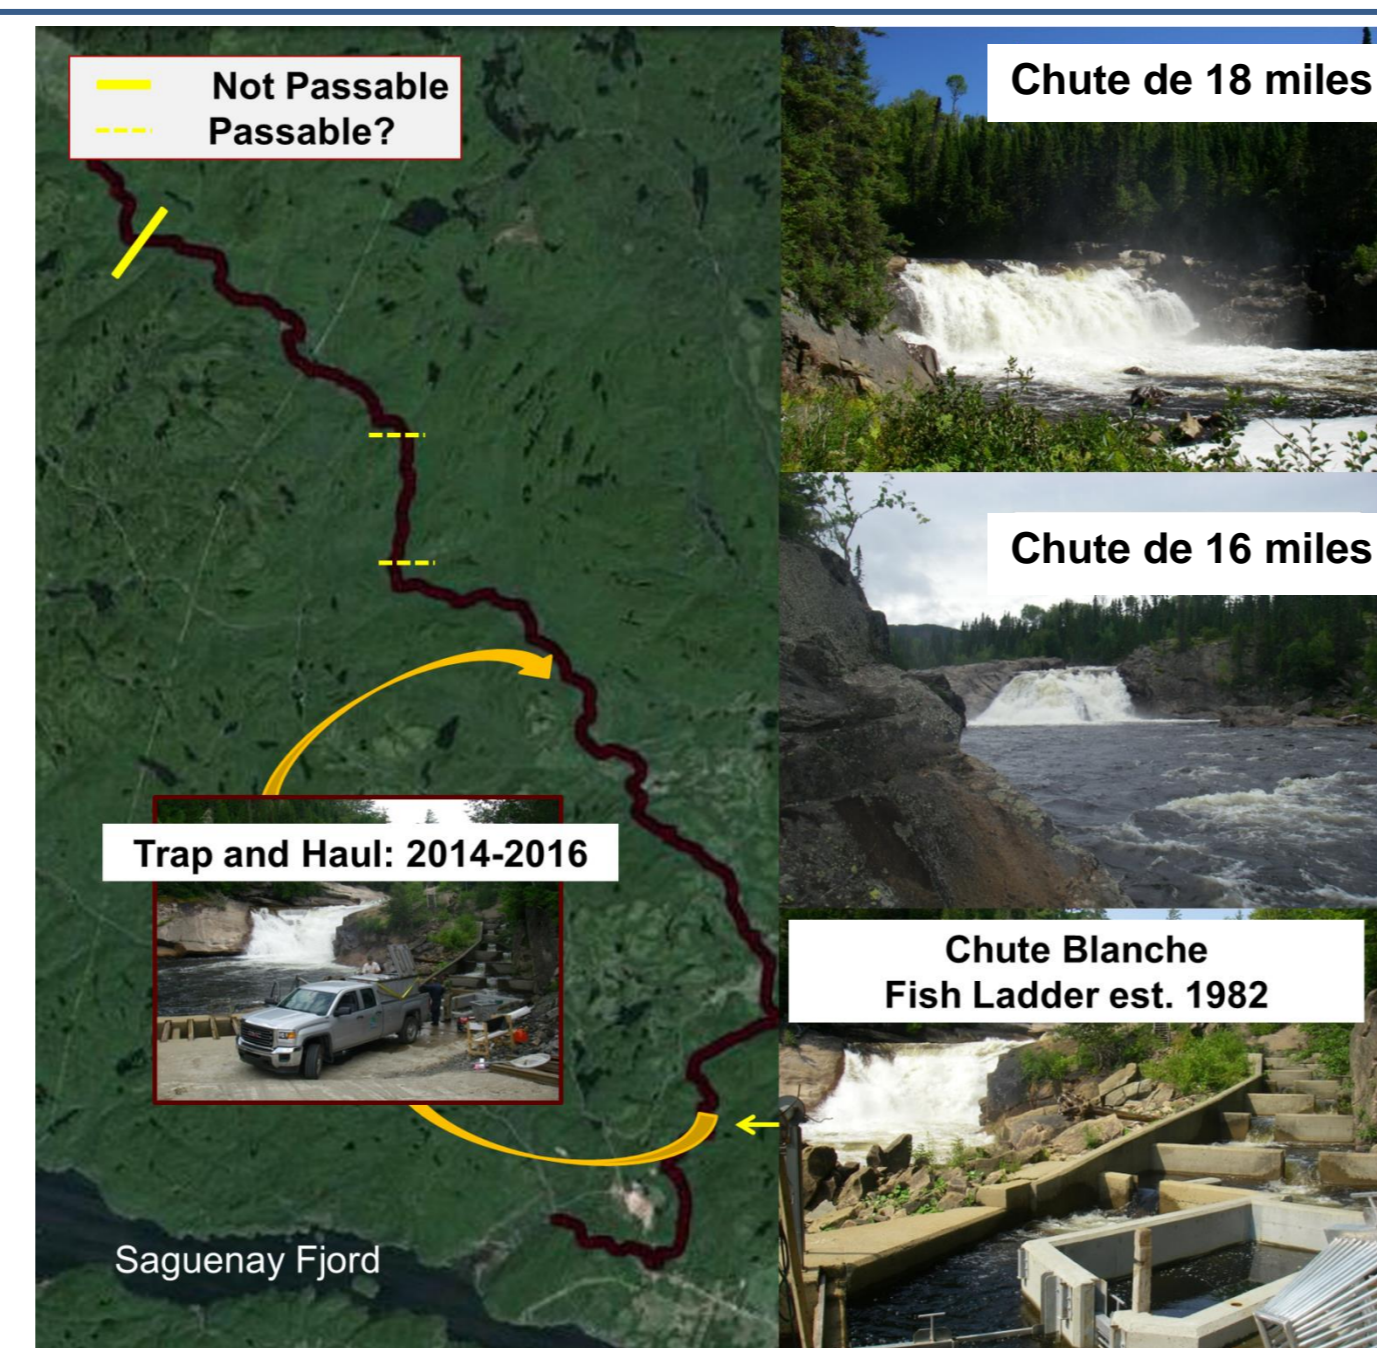 Not Passable
Passable?
Chute de 18 miles
Chute de 16 miles
Trap and Haul: 2014-2016
Chute Blanche
Fish Ladder est. 1982
Saguenay Fjord